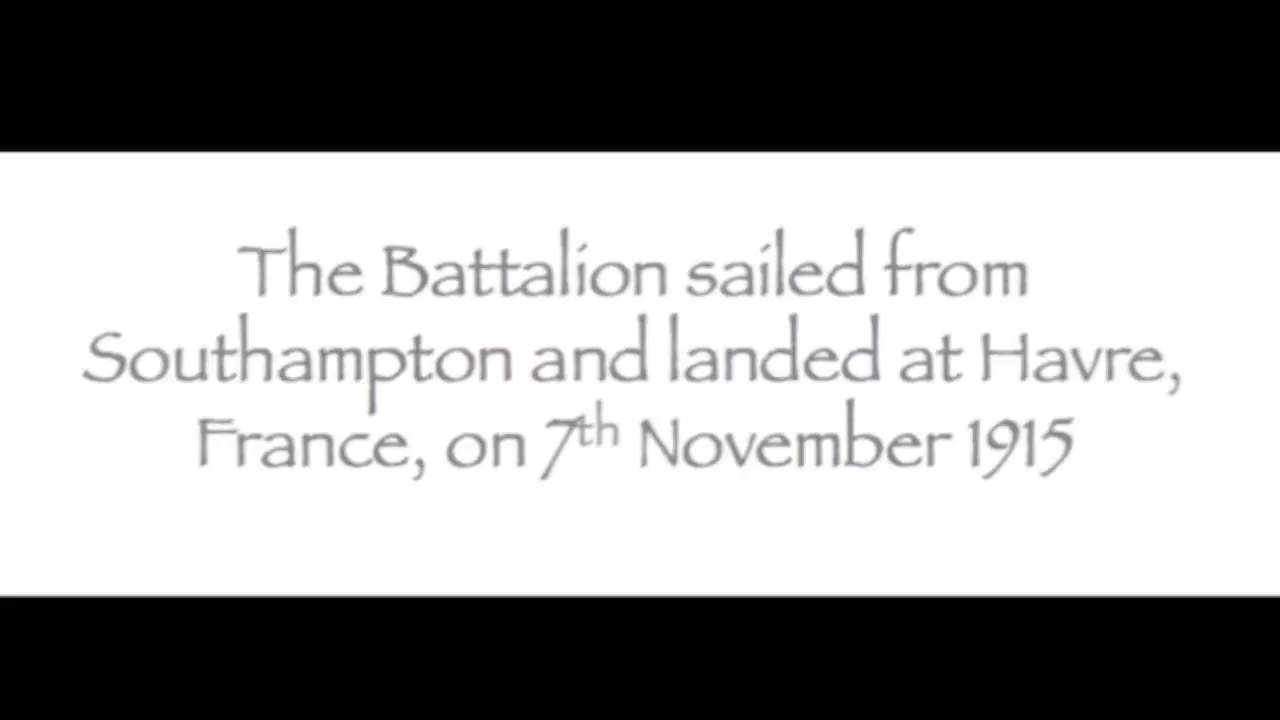 The Battalion sailed from
Southampton and landed at Havre,
France, on 7th November 1915